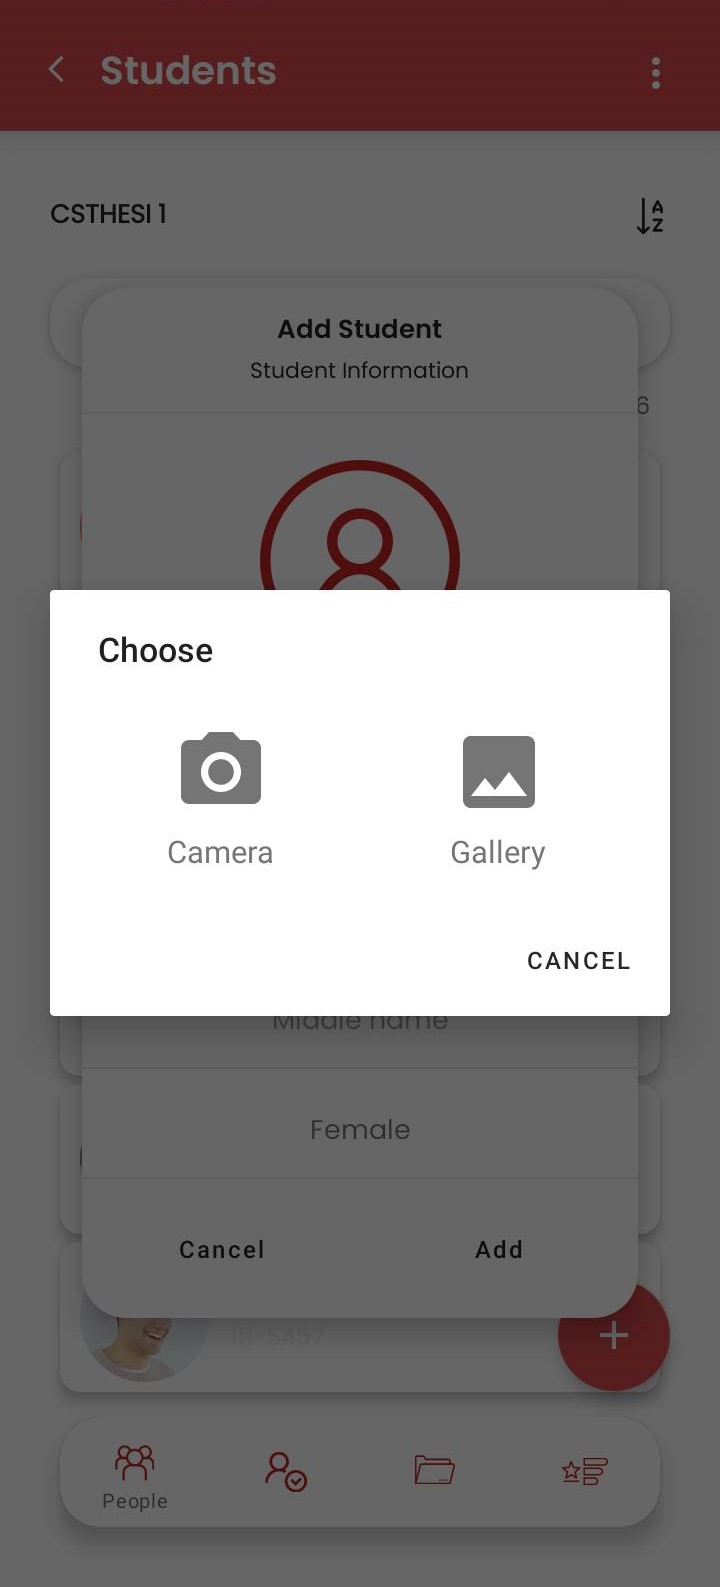 Students
CSTHESI 1
A
Z
Add Student
Student Information
6
Choose
Camera
Gallery
CANCEL
Middle name
Female
Cancel
Add
19-5457
People